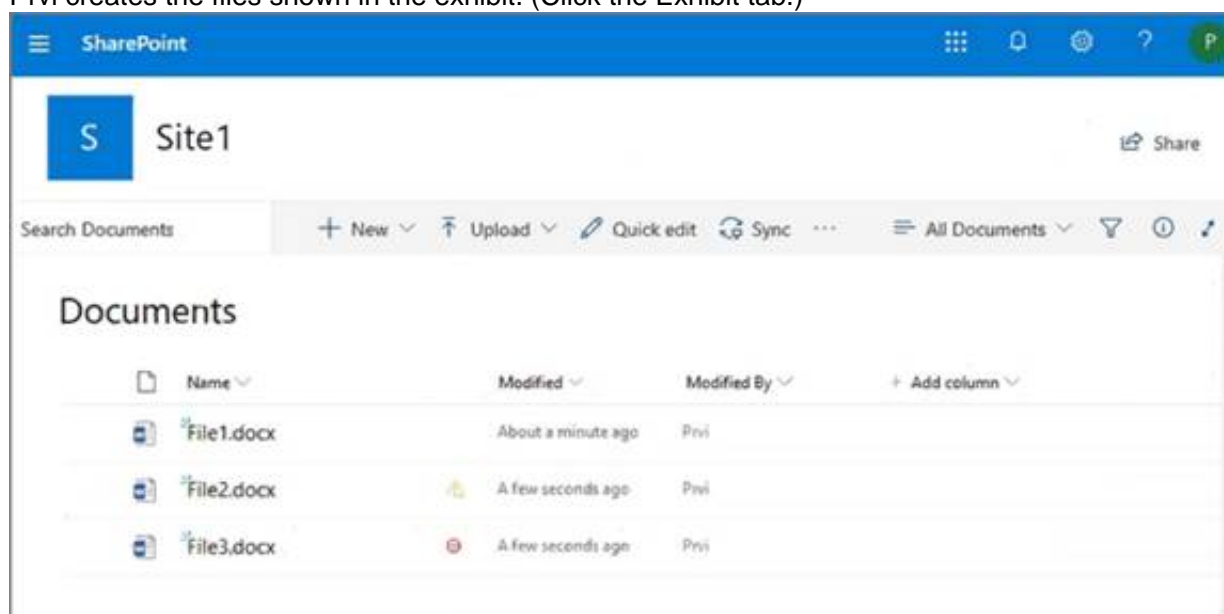 Prvi creates the files shown in the exhibit. (Click the Exhibit tab.)
SharePoint ? P
S Site1 Share
Search Documents + New Upload Quick edit Sync ... All Documents
Documents
Name Modified Modified By + Add column
File1.docx About a minute ago Prvi
File2.docx A few seconds ago Prvi
File3.docx A few seconds ago Prvi